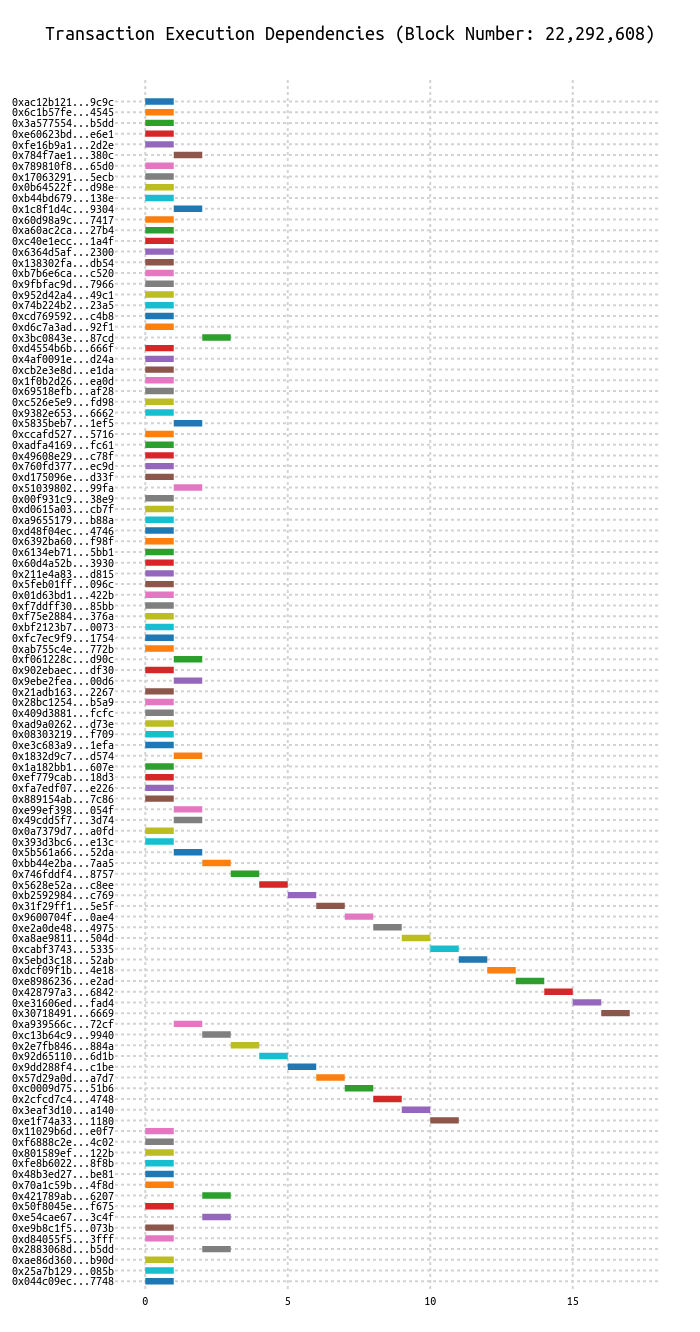 Transaction Execution Dependencies (Block Number: 22,292,608)
0xac12b121...9c9c
0x6c1b57fe...4545
0x3a577554...b5dd
0xe60623bd...e6e1
0xfe16b9a1...2d2e
0x784f7ae1...380c
0x789810f8...65d0
0x17063291...5ecb
0x0b64522f...d98e
0xb44bd679...138e
0x1c8f1d4c...9304
0x60d98a9c...7417
0xa60ac2ca...27b4
0xc40e1ecc...1a4f
0x6364d5af...2300
0x138302fa...db54
0xb7b6e6ca...c520
0x9fbfac9d...7966
0x952d42a4...49c1
0x74b224b2...23a5
0xcd769592...c4b8
0xd6c7a3ad...92f1
0x3bc0843e...87cd
0xd4554b6b...666f
0x4af0091e...d24a
0xcb2e3e8d...e1da
0x1f0b2d26...ea0d
0x69518efb...af28
0xc526e5e9...fd98
0x9382e653...6662
0x5835beb7...1ef5
0xccafd527...5716
0xadfa4169...fc61
0x49608e29...c78f
0x760fd377...ec9d
0xd175096e...d33f
0x51039802...99fa
0x00f931c9...38e9
0xd0615a03...cb7f
0xa9655179...b88a
0xd48f04ec...4746
0x6392ba60...f98f
0x6134eb71...5bb1
0x60d4a52b...3930
0x211e4a83...d815
0x5feb01ff...096c
0x01d63bd1...422b
0xf7ddff30...85bb
0xf75e2884...376a
0xbf2123b7...0073
0xfc7ec9f9...1754
0xab755c4e...772b
0xf061228c...d90c
0x902ebaec...df30
0x9ebe2fea...00d6
0x21adb163...2267
0x28bc1254...b5a9
0x409d3881...fcfc
0xad9a0262...d73e
0x08303219...f709
0xe3c683a9...1efa
0x1832d9c7...d574
0x1a182bb1...607e
0xef779cab...18d3
0xfa7edf07...e226
0x889154ab...7c86
0xe99ef398...054f
0x49cdd5f7...3d74
0x0a7379d7...a0fd
0x393d3bc6...e13c
0x5b561a66...52da
0xbb44e2ba...7aa5
0x746fddf4...8757
0x5628e52a...c8ee
0xb2592984...c769
0x31f29ff1...5e5f
0x9600704f...0ae4
0xe2a0de48...4975
0xa8ae9811...504d
0xcabf3743...5335
0x5ebd3c18...52ab
0xdcf09f1b...4e18
0xe8986236...e2ad
0x428797a3...6842
0xe31606ed...fad4
0x30718491...6669
0xa939566c...72cf
0xc13b64c9...9940
0x2e7fb846...884a
0x92d65110...6d1b
0x9dd288f4...c1be
0x57d29a0d...a7d7
0xc0009d75...51b6
0x2cfcd7c4...4748
0x3eaf3d10...a140
0xe1f74a33...1180
0x11029b6d...e0f7
0xf6888c2e...4c02
0x801589ef...122b
0xfe8b6022...8f8b
0x48b3ed27...be81
0x70a1c59b...4f8d
0x421789ab...6207
0x50f8045e...f675
0xe54cae67...3c4f
0xe9b8c1f5...073b
0xd84055f5...3fff
0x2883068d...b5dd
0xae86d360...b90d
0x25a7b129...085b
0x044c09ec...7748
0 5 10 15